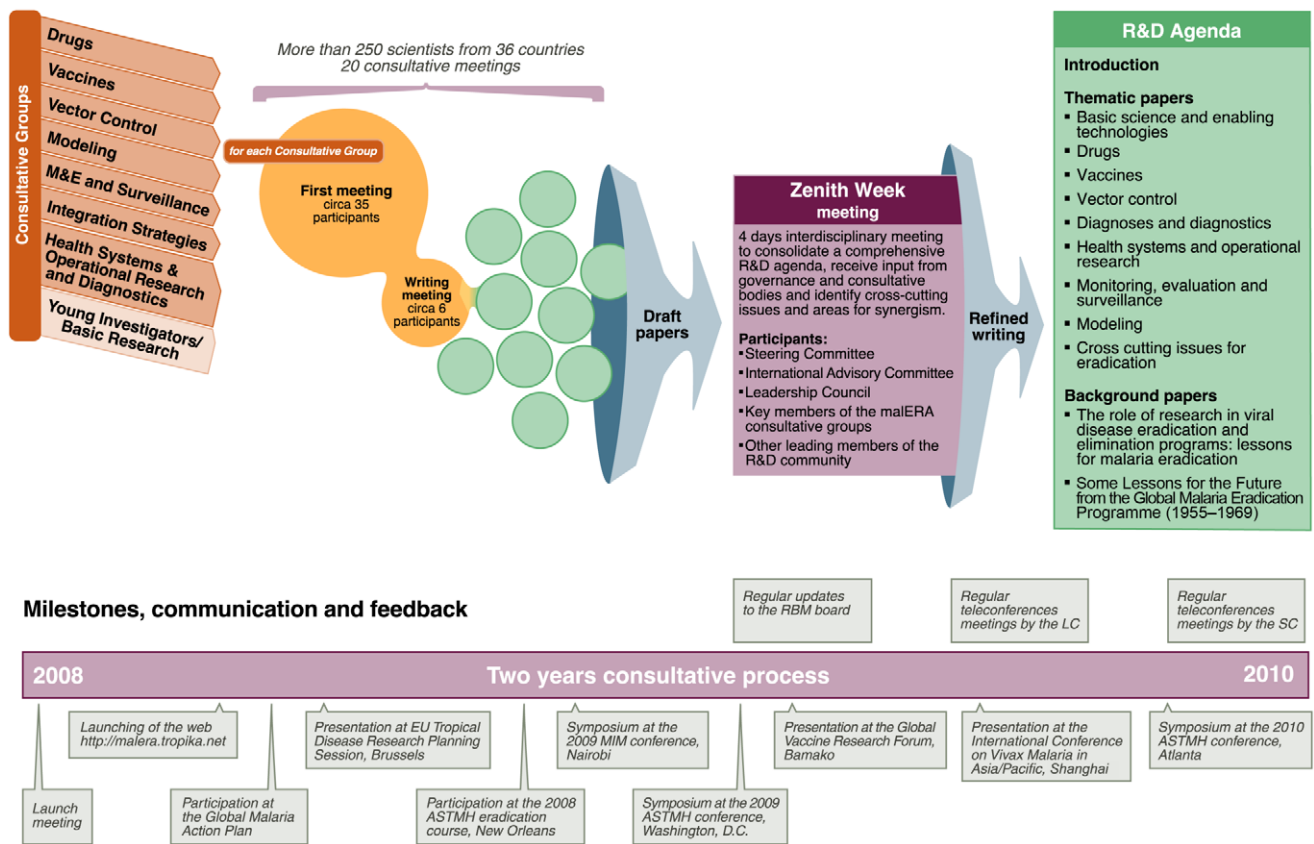 Consultative Groups
Drugs
Vaccines
Vector Control
Modeling
M&E and Surveillance
Integration Strategies
Health Systems &
Operational Research
and Diagnostics
Young Investigators/
Basic Research
More than 250 scientists from 36 countries
20 consultative meetings
for each Consultative Group
First meeting
circa 35
participants
Writing
meeting
circa 6
participants
Draft
papers
Zenith Week
meeting
4 days interdisciplinary meeting
to consolidate a comprehensive
R&D agenda, receive input from
governance and consultative
bodies and identify cross-cutting
issues and areas for synergism.
Participants:
▪Steering Committee
▪International Advisory Committee
▪Leadership Council
▪Key members of the malERA
consultative groups
▪Other leading members of the
R&D community
Refined
writing
R&D Agenda
Introduction
Thematic papers
▪ Basic science and enabling
technologies
▪ Drugs
▪ Vaccines
▪ Vector control
▪ Diagnoses and diagnostics
▪ Health systems and operational
research
▪ Monitoring, evaluation and
surveillance
▪ Modeling
▪ Cross cutting issues for
eradication
Background papers
▪ The role of research in viral
disease eradication and
elimination programs: lessons
for malaria eradication
▪ Some Lessons for the Future
from the Global Malaria Eradication
Programme (1955–1969)
Milestones, communication and feedback
Regular updates
to the RBM board
Regular
teleconferences
meetings by the LC
Regular
teleconferences
meetings by the SC
2008
Two years consultative process
2010
Launching of the web
http://malera.tropika.net
Presentation at EU Tropical
Disease Research Planning
Session, Brussels
Symposium at the
2009 MIM conference,
Nairobi
Presentation at the Global
Vaccine Research Forum,
Bamako
Presentation at the
International Conference
on Vivax Malaria in
Asia/Pacific, Shanghai
Symposium at the 2010
ASTMH conference,
Atlanta
Launch
meeting
Participation at
the Global Malaria
Action Plan
Participation at the 2008
ASTMH eradication
course, New Orleans
Symposium at the 2009
ASTMH conference,
Washington, D.C.